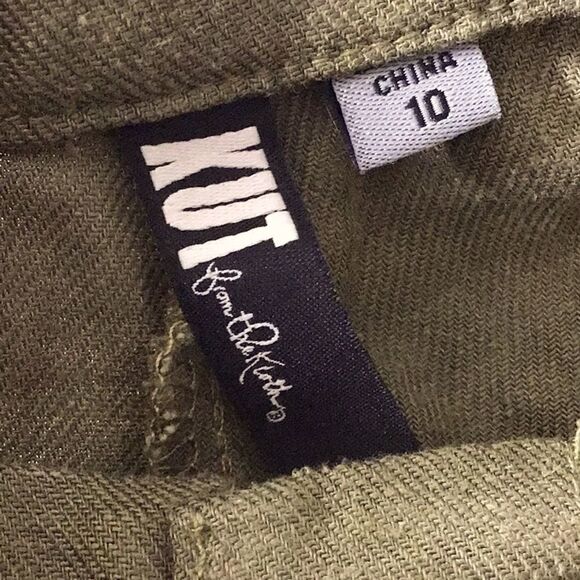 KUT
from the Kloth®
CHINA
10